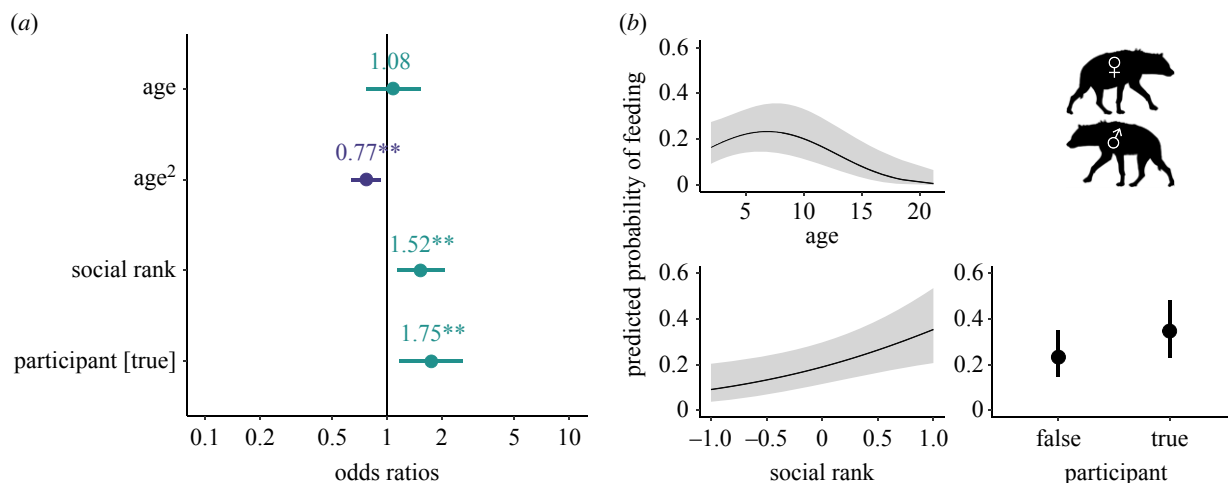 (a)
1.08
age
0.77**
age²
1.52**
social rank
1.75**
participant [true]
0.1 0.2 0.5 1 2 5 10
odds ratios
(b)
predicted probability of feeding
0.6
0.4
0.2
0
5 10 15 20
age
♀
♂
0.6
0.4
0.2
0
−1.0 −0.5 0 0.5 1.0
social rank
0.6
0.4
0.2
0
false true
participant